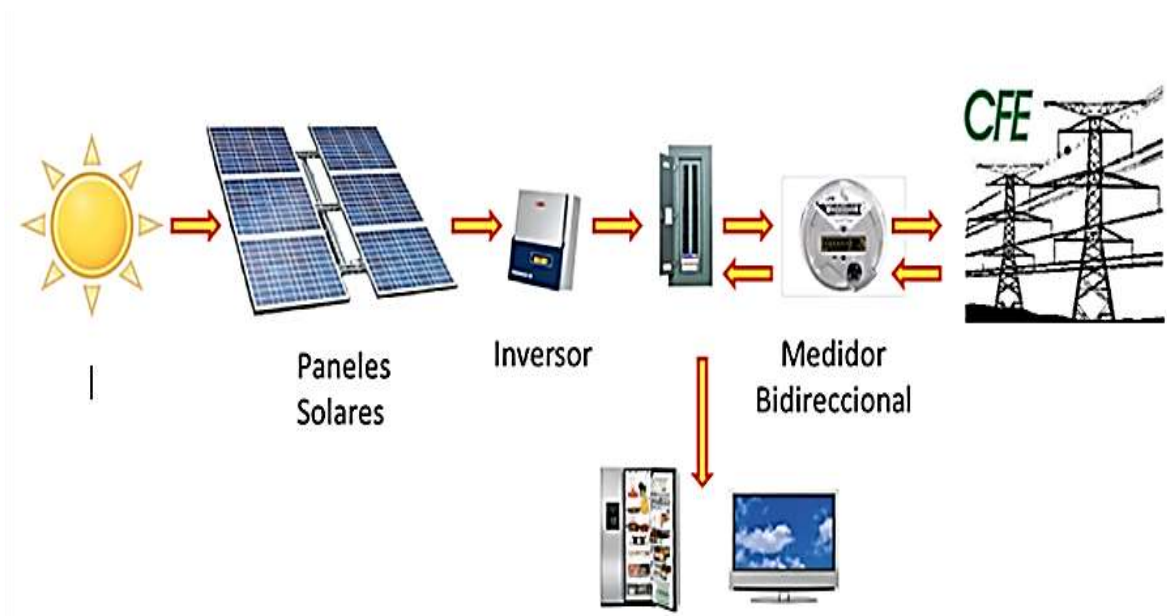 CFE
Paneles
Solares
Inversor
Medidor
Bidireccional